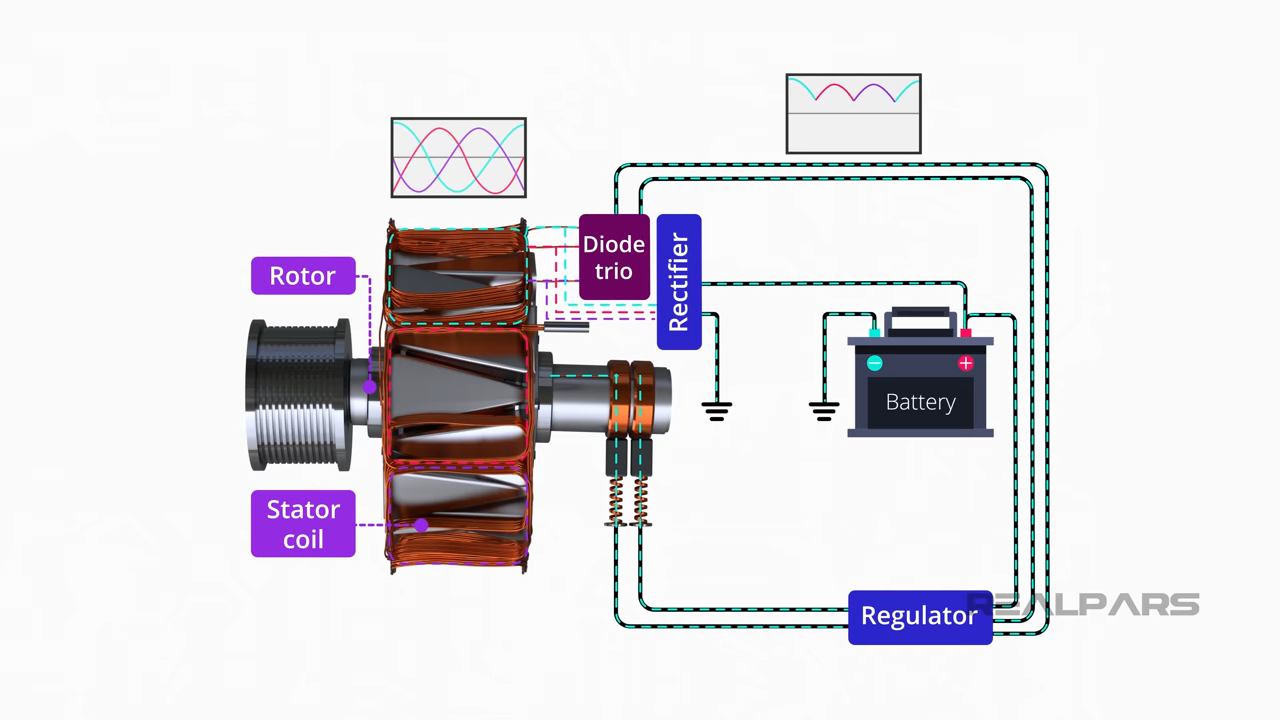 Diode
trio
Rectifier
Rotor
Battery
Stator
coil
Regulator
REALPARS